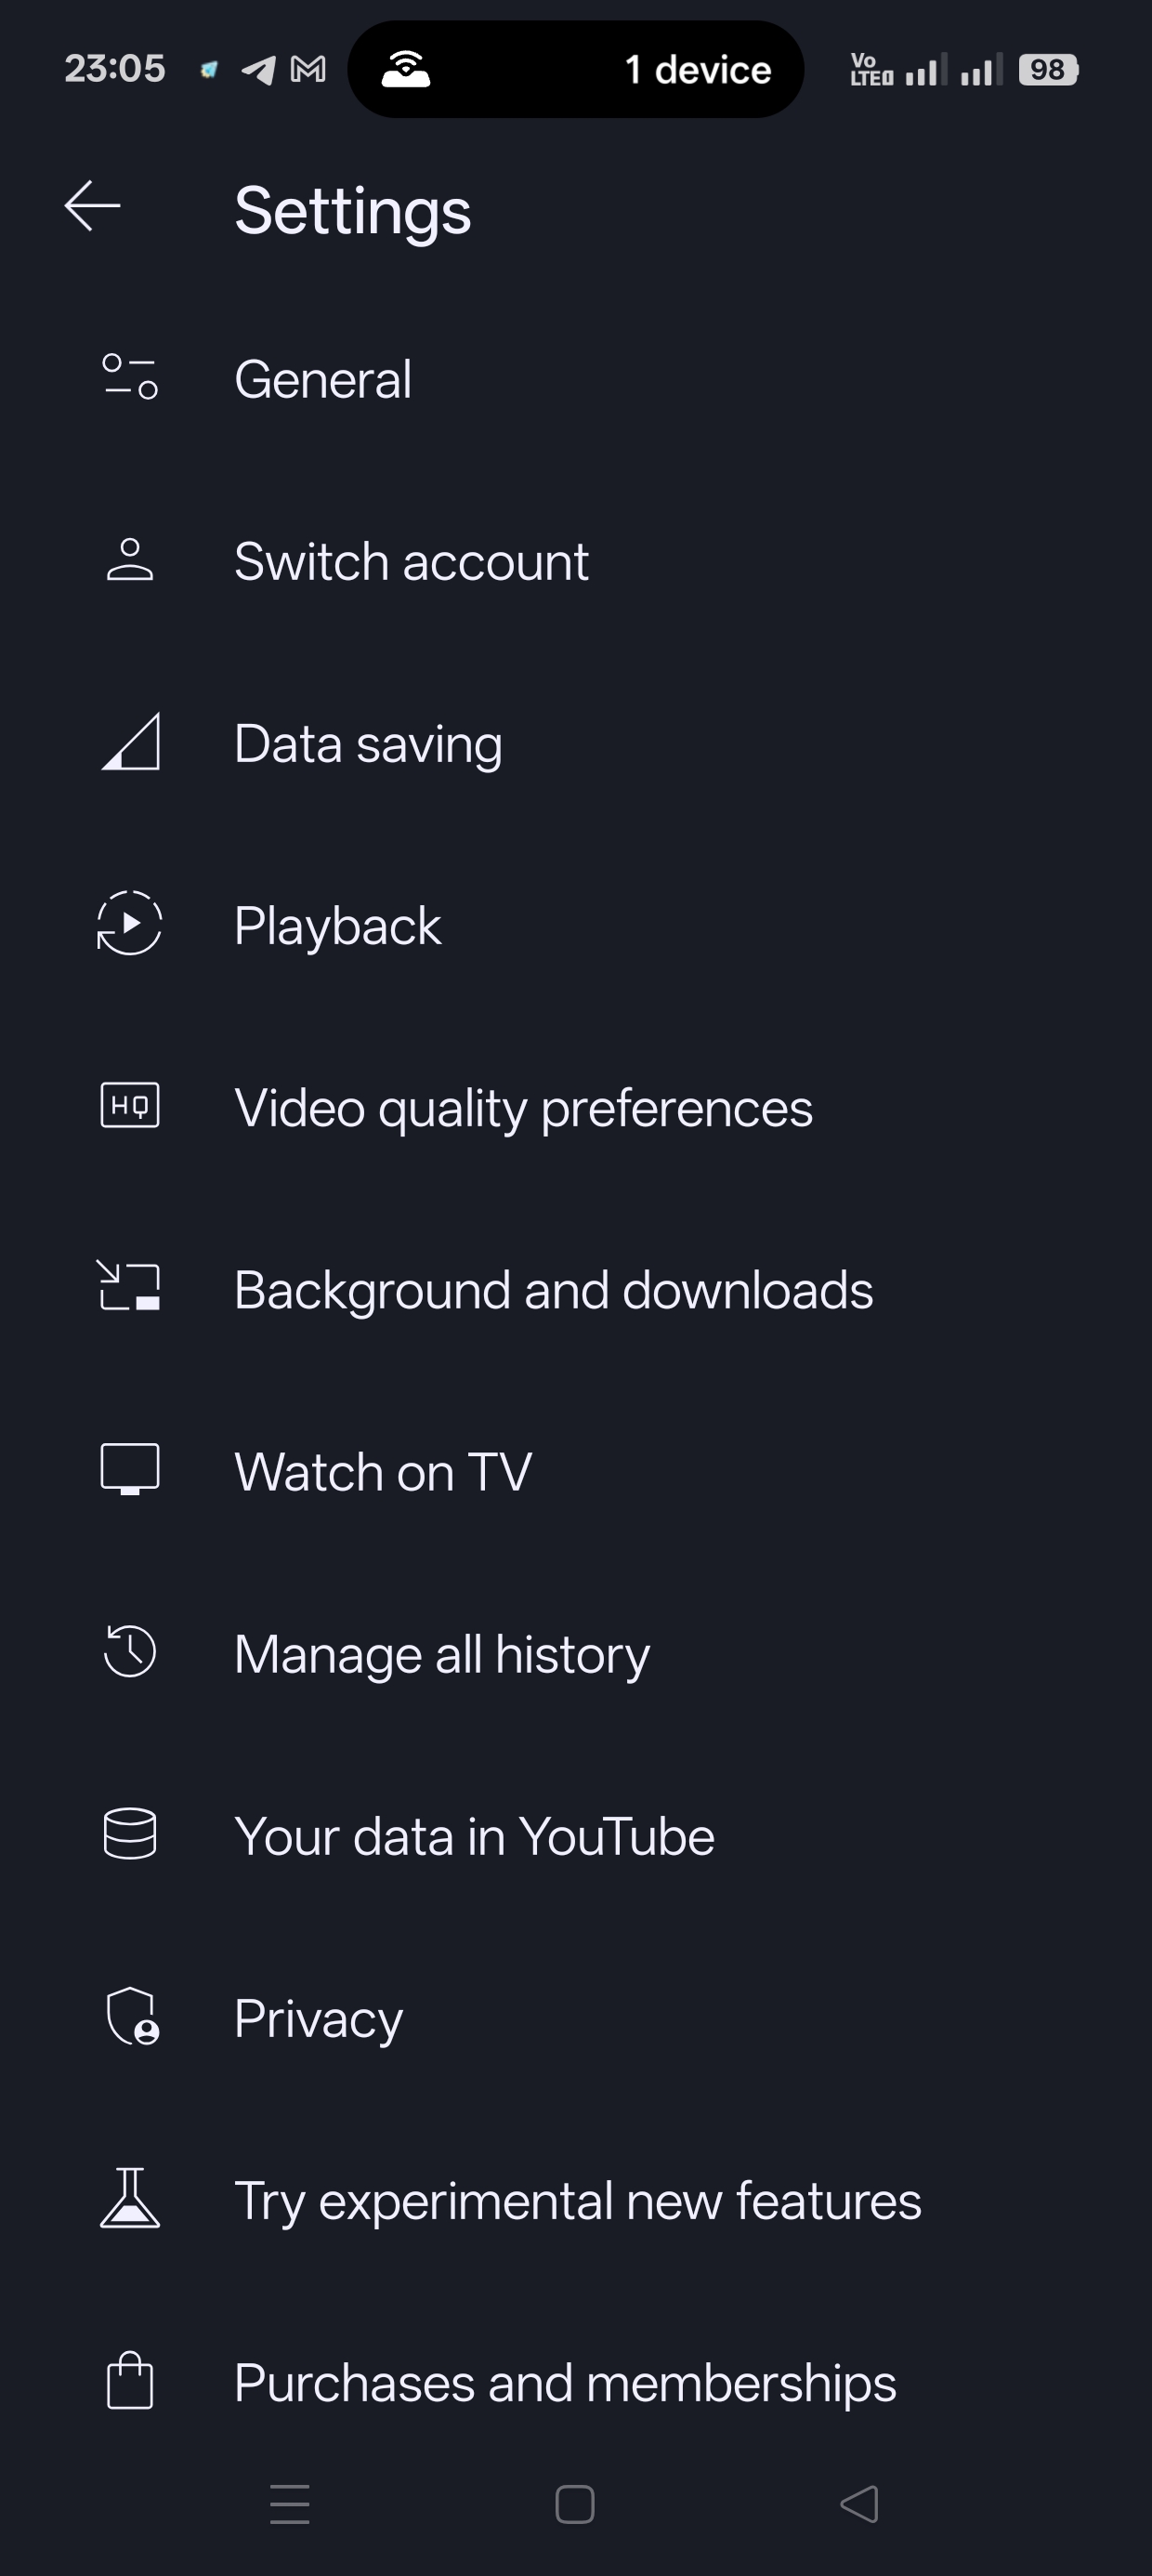 23:05 1 device Vo LTE 98
Settings
General
Switch account
Data saving
Playback
HQ Video quality preferences
Background and downloads
Watch on TV
Manage all history
Your data in YouTube
Privacy
Try experimental new features
Purchases and memberships